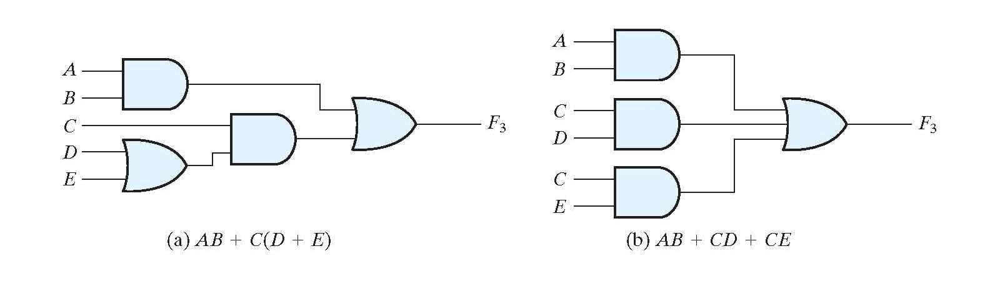 A
B
C
D
E
F₃
(a) AB + C(D + E)
A
B
C
D
C
E
F₃
(b) AB + CD + CE